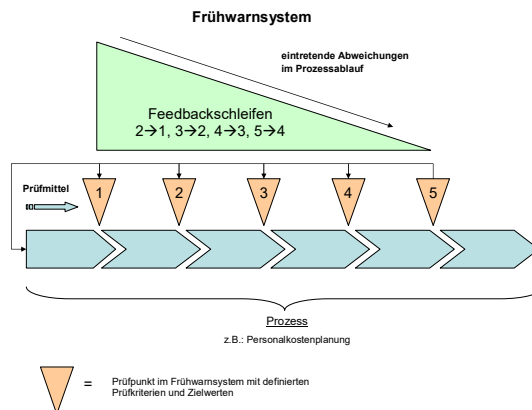 Frühwarnsystem
eintretende Abweichungen
im Prozessablauf
Feedbackschleifen
2→1, 3→2, 4→3, 5→4
Prüfmittel
1 2 3 4 5
Prozess
z.B.: Personalkostenplanung
= Prüfpunkt im Frühwarnsystem mit definierten
Prüfkriterien und Zielwerten